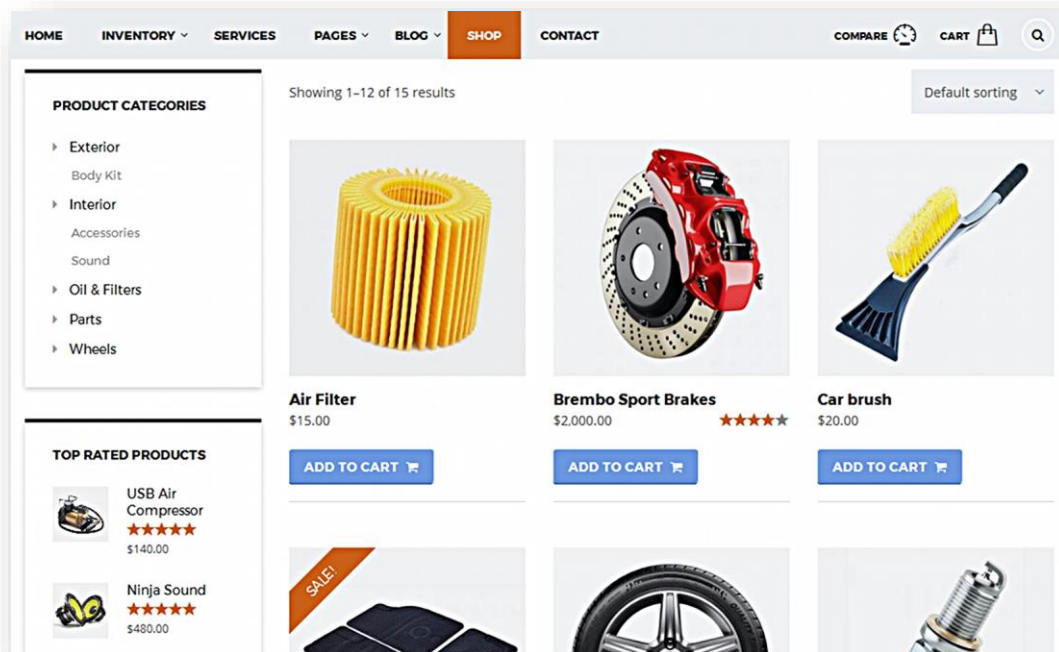 HOME INVENTORY SERVICES PAGES BLOG SHOP CONTACT COMPARE CART
PRODUCT CATEGORIES
Exterior
Body Kit
Interior
Accessories
Sound
Oil & Filters
Parts
Wheels
TOP RATED PRODUCTS
USB Air
Compressor
$140.00
Ninja Sound
$480.00
Showing 1–12 of 15 results
Default sorting
Air Filter
$15.00
ADD TO CART
Brembo Sport Brakes
$2,000.00
ADD TO CART
Car brush
$20.00
ADD TO CART
SALE!